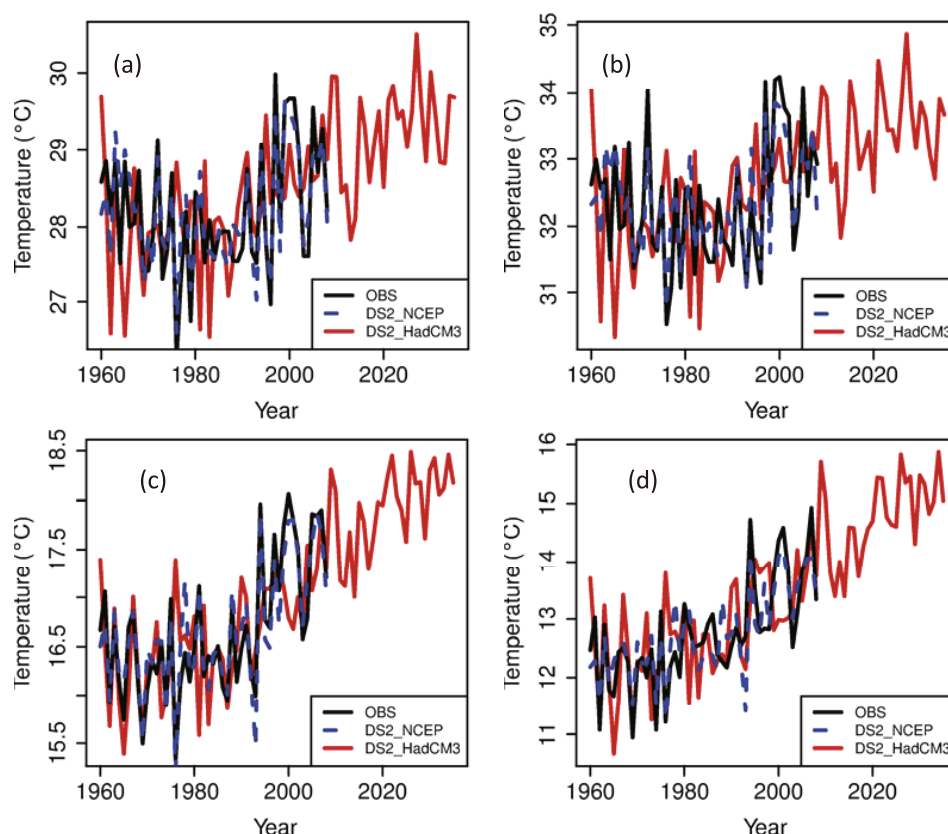 (a)
Temperature (°C)
30
29
28
27
OBS
DS2_NCEP
DS2_HadCM3
1960 1980 2000 2020
Year
(b)
Temperature (°C)
35
34
33
32
31
OBS
DS2_NCEP
DS2_HadCM3
1960 1980 2000 2020
Year
(c)
Temperature (°C)
18.5
17.5
16.5
15.5
OBS
DS2_NCEP
DS2_HadCM3
1960 1980 2000 2020
Year
(d)
Temperature (°C)
16
15
14
13
12
11
OBS
DS2_NCEP
DS2_HadCM3
1960 1980 2000 2020
Year